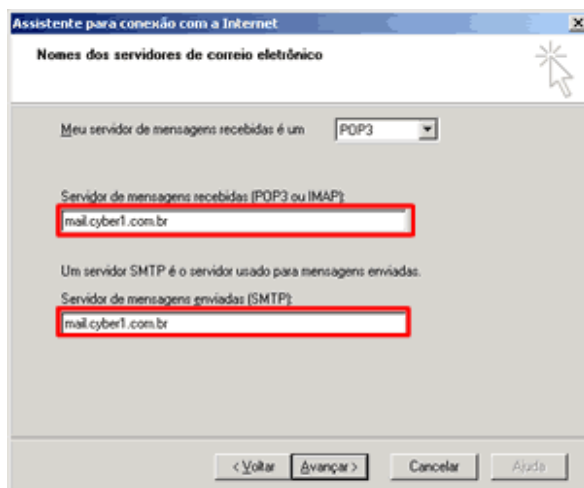 Assistente para conexão com a Internet
Nomes dos servidores de correio eletrônico
Meu servidor de mensagens recebidas é um POP3
Servidor de mensagens recebidas (POP3 ou IMAP):
mail.cyber1.com.br
Um servidor SMTP é o servidor usado para mensagens enviadas.
Servidor de mensagens enviadas (SMTP):
mail.cyber1.com.br
< Voltar Avançar > Cancelar Ajuda